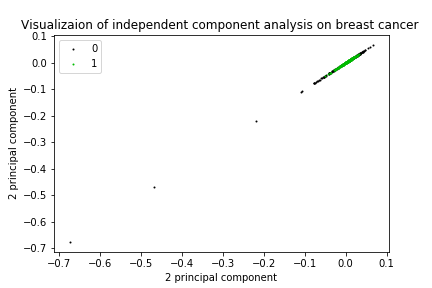 Visualizaion of independent component analysis on breast cancer
0
1
0.1
0.0
−0.1
−0.2
−0.3
−0.4
−0.5
−0.6
−0.7
2 principal component
−0.7 −0.6 −0.5 −0.4 −0.3 −0.2 −0.1 0.0 0.1
2 principal component